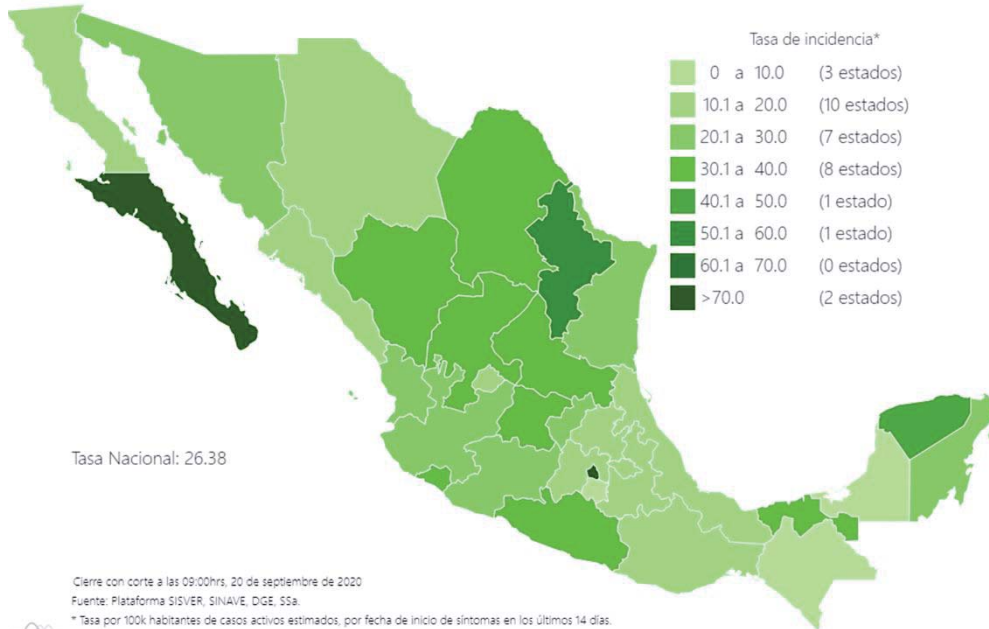 Tasa de incidencia*
0 a 10.0 (3 estados)
10.1 a 20.0 (10 estados)
20.1 a 30.0 (7 estados)
30.1 a 40.0 (8 estados)
40.1 a 50.0 (1 estado)
50.1 a 60.0 (1 estado)
60.1 a 70.0 (0 estados)
>70.0 (2 estados)
Tasa Nacional: 26.38
Cierre con corte a las 09:00hrs, 20 de septiembre de 2020
Fuente: Plataforma SISVER, SINAVE, DGE, SSa.
* Tasa por 100k habitantes de casos activos estimados, por fecha de inicio de síntomas en los últimos 14 días.